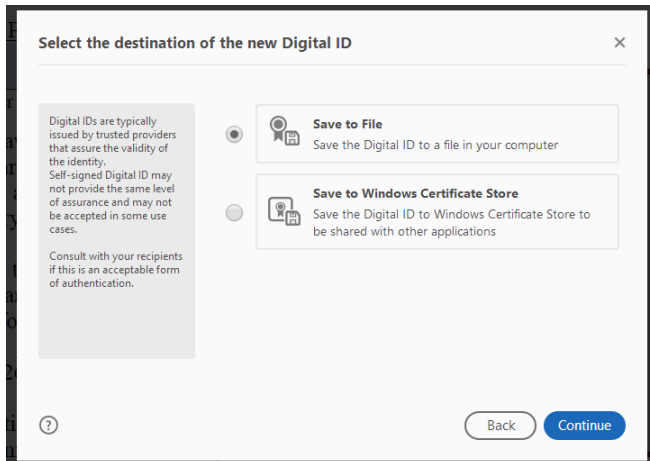 Select the destination of the new Digital ID
Digital IDs are typically
issued by trusted providers
that assure the validity of
the identity.
Self-signed Digital ID may
not provide the same level
of assurance and may not
be accepted in some use
cases.
Consult with your recipients
if this is an acceptable form
of authentication.
Save to File
Save the Digital ID to a file in your computer
Save to Windows Certificate Store
Save the Digital ID to Windows Certificate Store to
be shared with other applications
?
Back
Continue